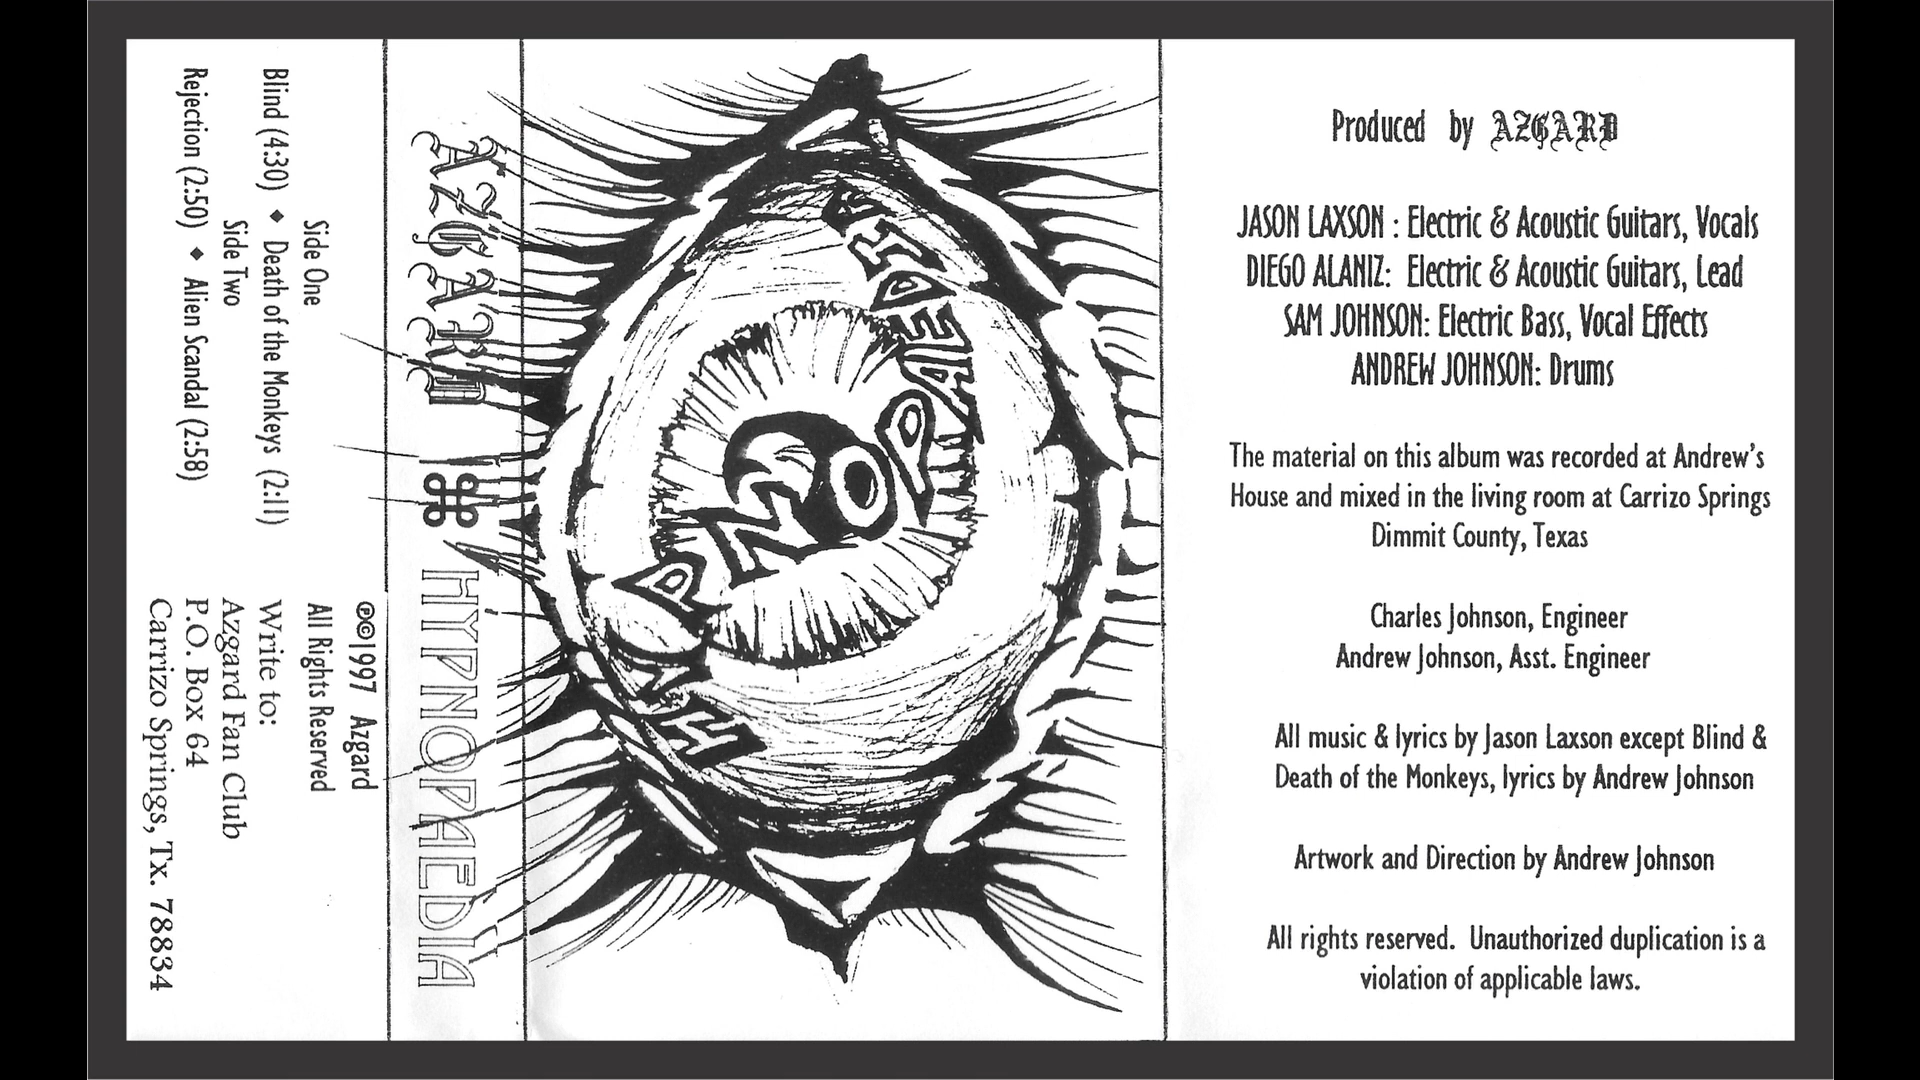 Side One
Blind (4:30) ◆ Death of the Monkeys (2:11)
Side Two
Rejection (2:50) ◆ Alien Scandal (2:58)
℗©1997 Azgard
All Rights Reserved
Write to:
Azgard Fan Club
P.O. Box 64
Carrizo Springs, Tx. 78834
AZGARD ⌘ HYPNOPAEDIA
HYPNOPAEDIA
Produced by AZGARD
JASON LAXSON : Electric & Acoustic Guitars, Vocals
DIEGO ALANIZ: Electric & Acoustic Guitars, Lead
SAM JOHNSON: Electric Bass, Vocal Effects
ANDREW JOHNSON: Drums
The material on this album was recorded at Andrew's
House and mixed in the living room at Carrizo Springs
Dimmit County, Texas
Charles Johnson, Engineer
Andrew Johnson, Asst. Engineer
All music & lyrics by Jason Laxson except Blind &
Death of the Monkeys, lyrics by Andrew Johnson
Artwork and Direction by Andrew Johnson
All rights reserved. Unauthorized duplication is a
violation of applicable laws.